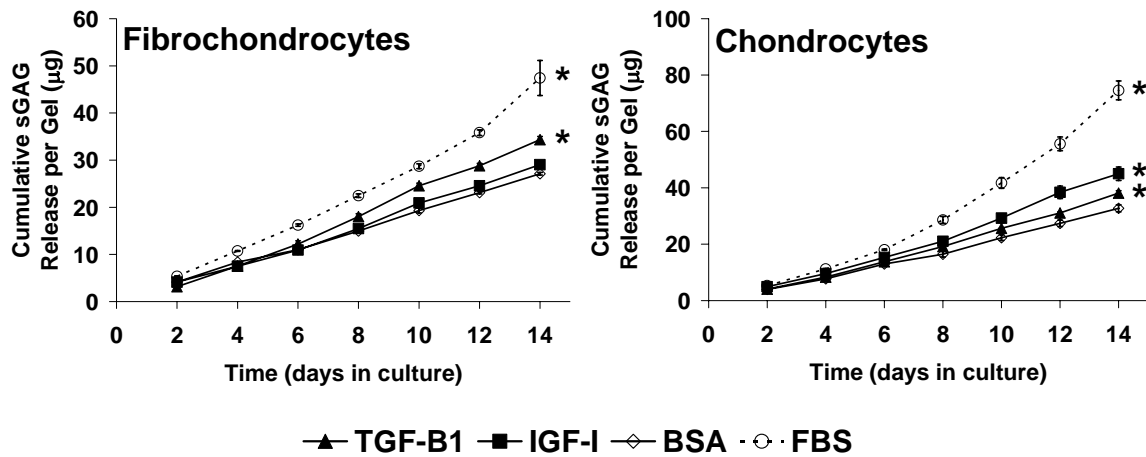 Fibrochondrocytes
Cumulative sGAG
Release per Gel (μg)
60
50
40
30
20
10
0
0 2 4 6 8 10 12 14
Time (days in culture)
*
*
Chondrocytes
Cumulative sGAG
Release per Gel (μg)
100
80
60
40
20
0
0 2 4 6 8 10 12 14
Time (days in culture)
*
*
*
TGF-B1 IGF-I BSA FBS